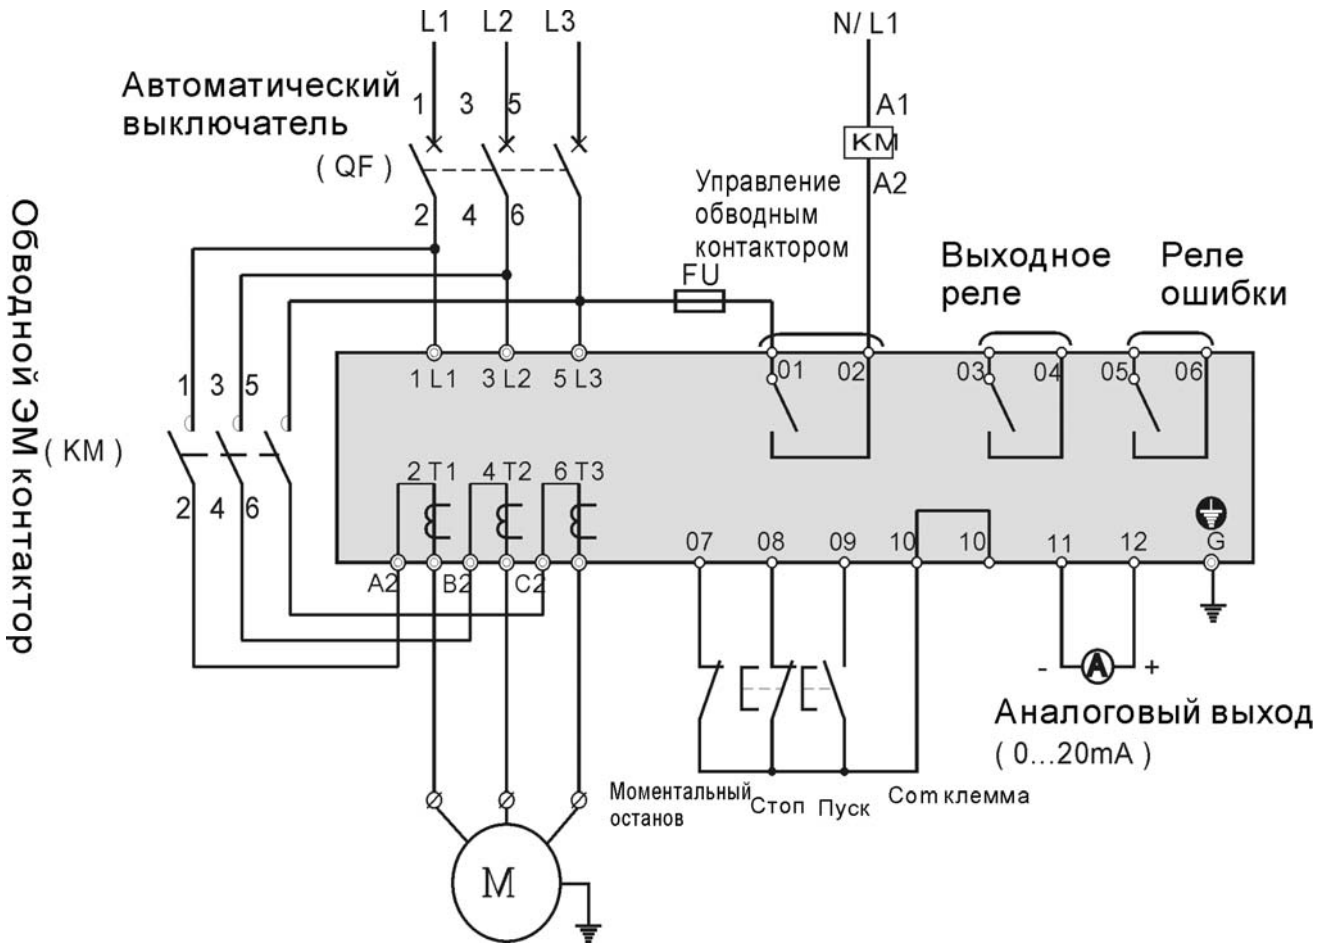 L1 L2 L3 N/ L1
Автоматический
выключатель
( QF )
1 3 5
A1
KM
A2
2 4 6
Управление
обводным
контактором
FU
Выходное
реле
Реле
ошибки
Обводной ЭМ контактор
( KM )
1 3 5
2 4 6
1 L1 3 L2 5 L3
01 02 03 04 05 06
2 T1 4 T2 6 T3
07 08 09 10 10 11 12 G
A2 B2 C2
- A +
Аналоговый выход
( 0...20mA )
Моментальный
останов
Стоп Пуск Com клемма
M